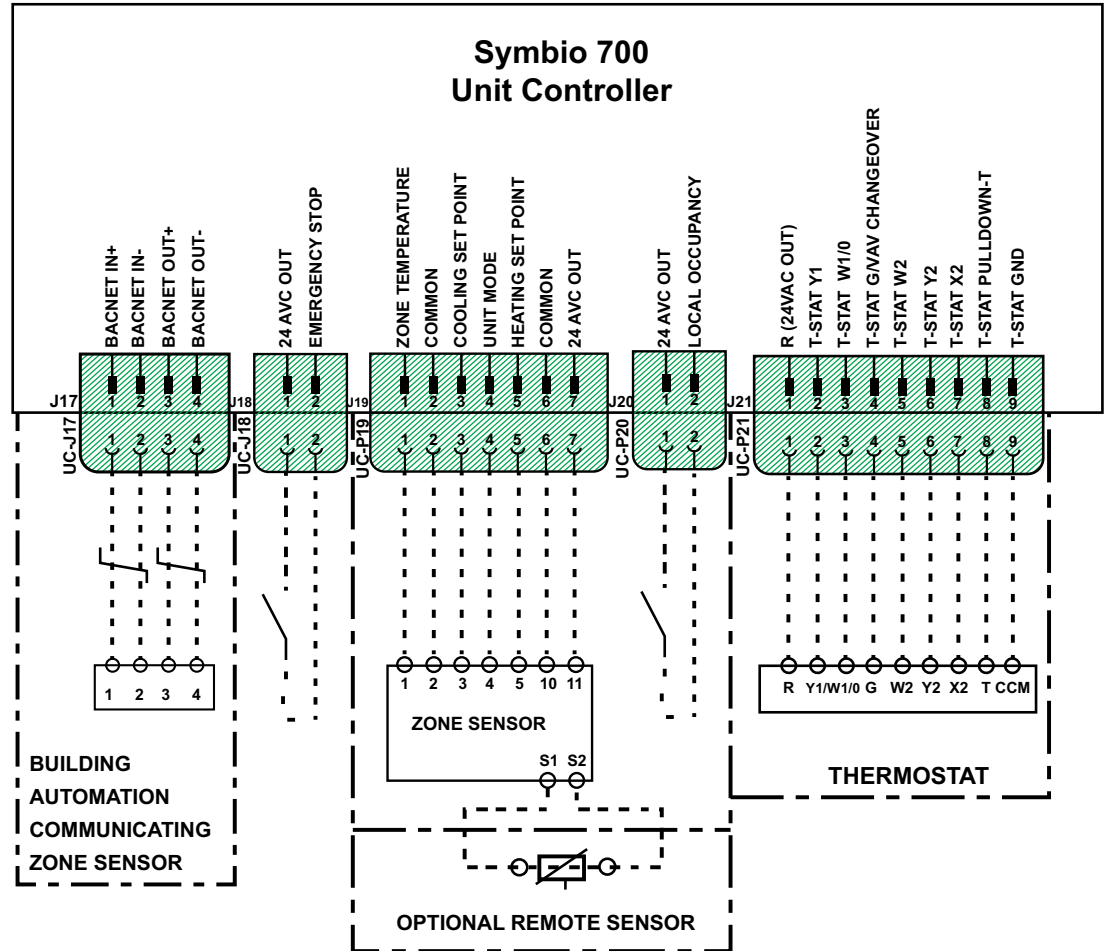 Symbio 700
Unit Controller
BACNET IN+
BACNET IN-
BACNET OUT+
BACNET OUT-
24 AVC OUT
EMERGENCY STOP
ZONE TEMPERATURE
COMMON
COOLING SET POINT
UNIT MODE
HEATING SET POINT
COMMON
24 AVC OUT
24 AVC OUT
LOCAL OCCUPANCY
R (24VAC OUT)
T-STAT Y1
T-STAT W1/0
T-STAT G/VAV CHANGEOVER
T-STAT W2
T-STAT Y2
T-STAT X2
T-STAT PULLDOWN-T
T-STAT GND
J17 1 2 3 4
J18 1 2
J19 1 2 3 4 5 6 7
J20 1 2
J21 1 2 3 4 5 6 7 8 9
UC-J17 1 2 3 4
UC-J18 1 2
UC-P19 1 2 3 4 5 6 7
UC-P20 1 2
UC-P21 1 2 3 4 5 6 7 8 9
1 2 3 4
BUILDING
AUTOMATION
COMMUNICATING
ZONE SENSOR
1 2 3 4 5 10 11
ZONE SENSOR
S1 S2
OPTIONAL REMOTE SENSOR
R Y1/W1/0 G W2 Y2 X2 T CCM
THERMOSTAT